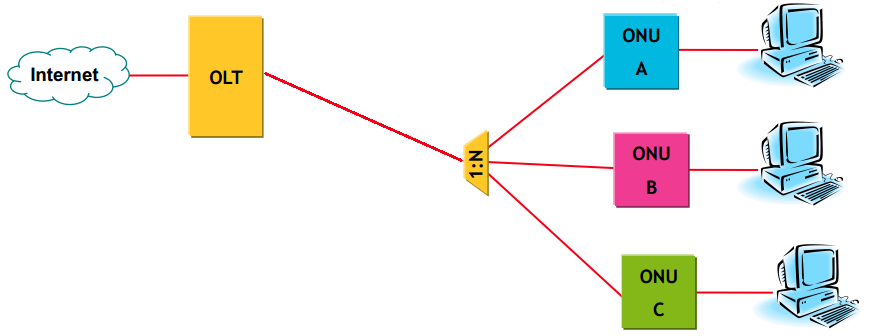 Internet
OLT
1:N
ONU
A
ONU
B
ONU
C